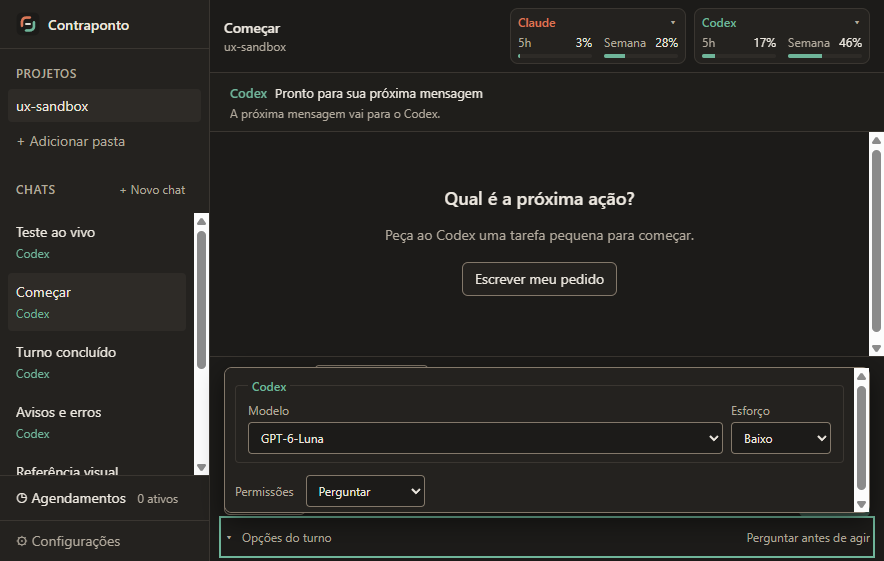 Contraponto
PROJETOS
ux-sandbox
+ Adicionar pasta
CHATS + Novo chat
Teste ao vivo
Codex
Começar
Codex
Turno concluído
Codex
Avisos e erros
Codex
Referência visual
Agendamentos 0 ativos
Configurações
Começar
ux-sandbox
Claude
5h 3% Semana 28%
Codex
5h 17% Semana 46%
Codex Pronto para sua próxima mensagem
A próxima mensagem vai para o Codex.
Qual é a próxima ação?
Peça ao Codex uma tarefa pequena para começar.
Escrever meu pedido
Codex
Modelo Esforço
GPT-6-Luna Baixo
Permissões Perguntar
Opções do turno Perguntar antes de agir